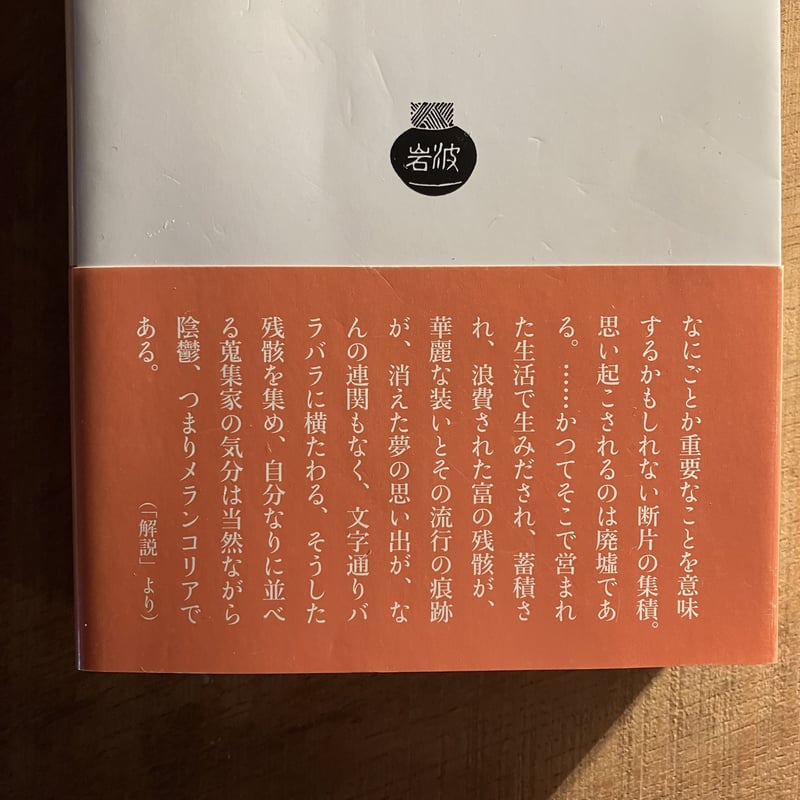 岩波
なにごとか重要なことを意味
するかもしれない断片の集積。
思い起こされるのは廃墟であ
る。……かつてそこで営まれ
た生活で生みだされ、蓄積さ
れ、浪費された富の残骸が、
華麗な装いとその流行の痕跡
が、消えた夢の思い出が、な
んの連関もなく、文字通りバ
ラバラに横たわる、そうした
残骸を集め、自分なりに並べ
る蒐集家の気分は当然ながら
陰鬱、つまりメランコリアで
ある。
(「解説」より)